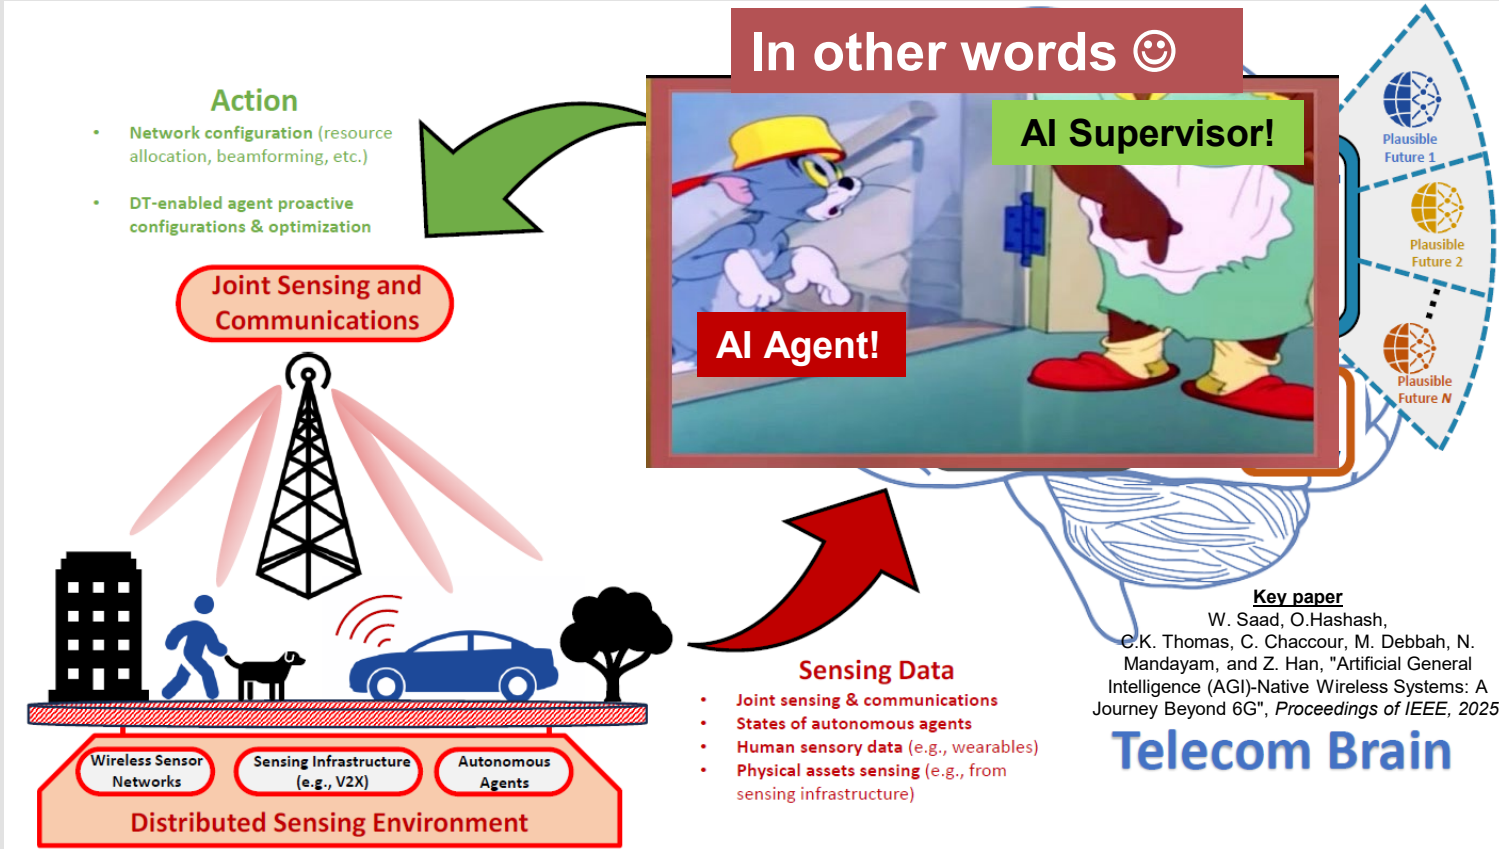 In other words ☺
AI Supervisor!
AI Agent!
Action
• Network configuration (resource
allocation, beamforming, etc.)
• DT-enabled agent proactive
configurations & optimization
Joint Sensing and
Communications
Plausible
Future 1
Plausible
Future 2
Plausible
Future N
Wireless Sensor
Networks
Sensing Infrastructure
(e.g., V2X)
Autonomous
Agents
Distributed Sensing Environment
Sensing Data
• Joint sensing & communications
• States of autonomous agents
• Human sensory data (e.g., wearables)
• Physical assets sensing (e.g., from
sensing infrastructure)
Key paper
W. Saad, O.Hashash,
C.K. Thomas, C. Chaccour, M. Debbah, N.
Mandayam, and Z. Han, "Artificial General
Intelligence (AGI)-Native Wireless Systems: A
Journey Beyond 6G", Proceedings of IEEE, 2025
Telecom Brain